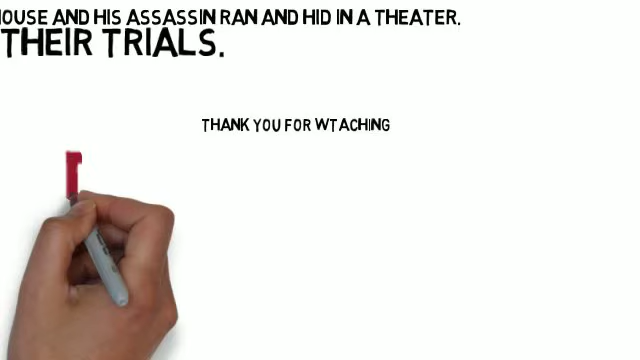 OUSE AND HIS ASSASSIN RAN AND HID IN A THEATER.
THEIR TRIALS.
THANK YOU FOR WTACHING